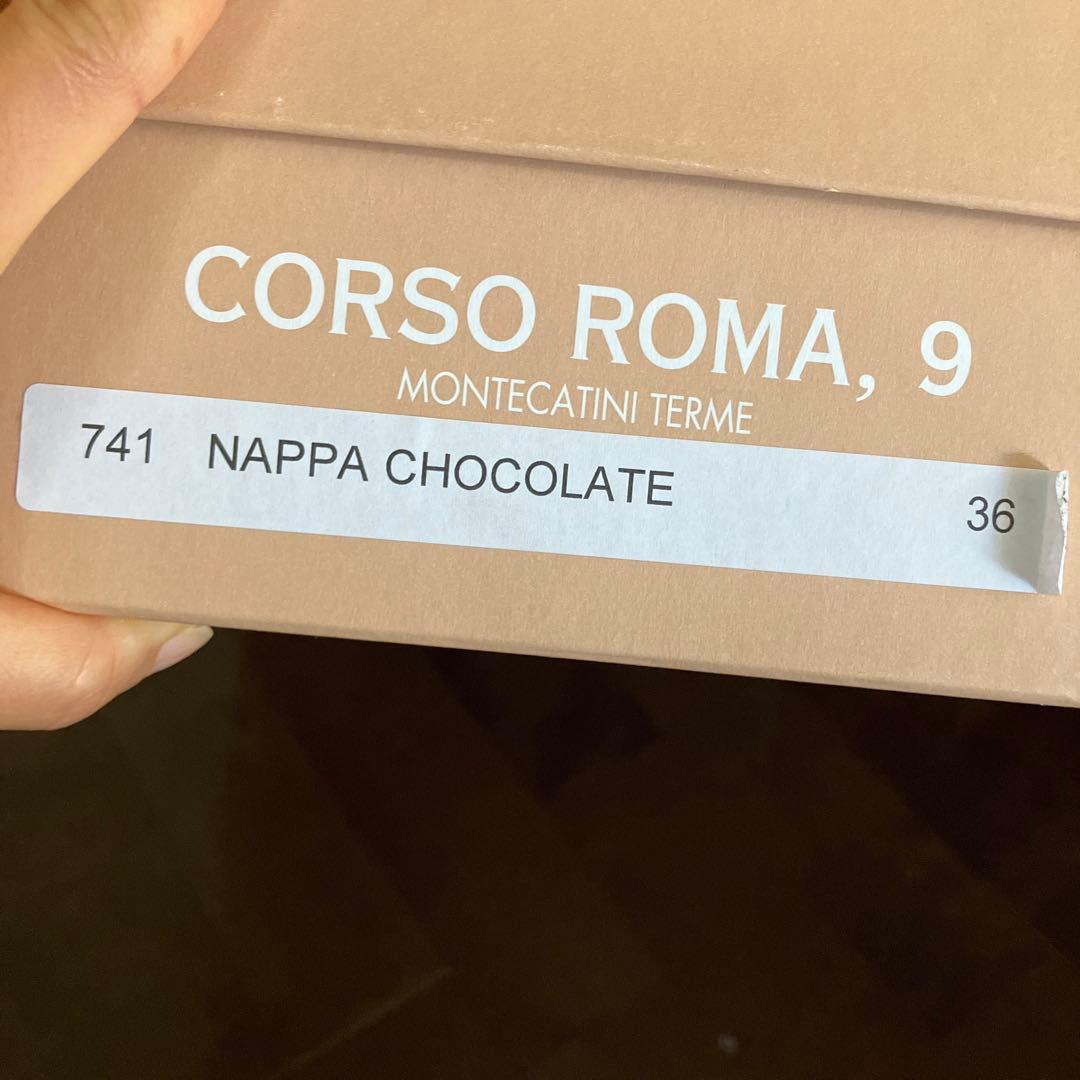 CORSO ROMA, 9
MONTECATINI TERME
741 NAPPA CHOCOLATE 36